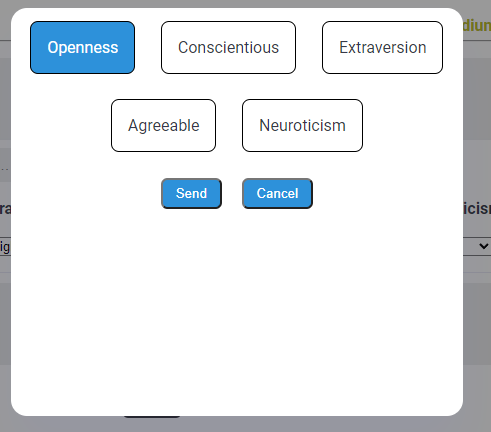 Openness Conscientious Extraversion
Agreeable Neuroticism
Send Cancel